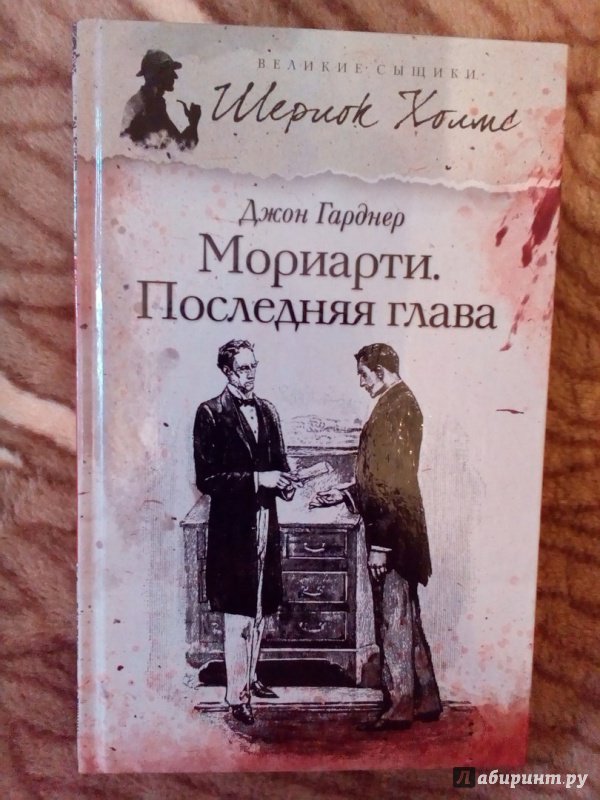 ВЕЛИКИЕ СЫЩИКИ.
Шерлок Холмс
Джон Гарднер
Мориарти.
Последняя глава
Лабиринт.ру